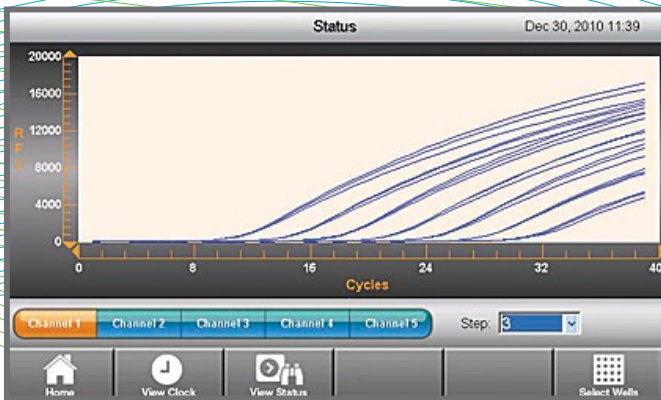 Status
Dec 30, 2010 11:39
20000
16000
12000
8000
4000
0
RFU
0 8 16 24 32 40
Cycles
Channel 1 Channel 2 Channel 3 Channel 4 Channel 5 Step: 3
Home View Clock View Status Select Wells